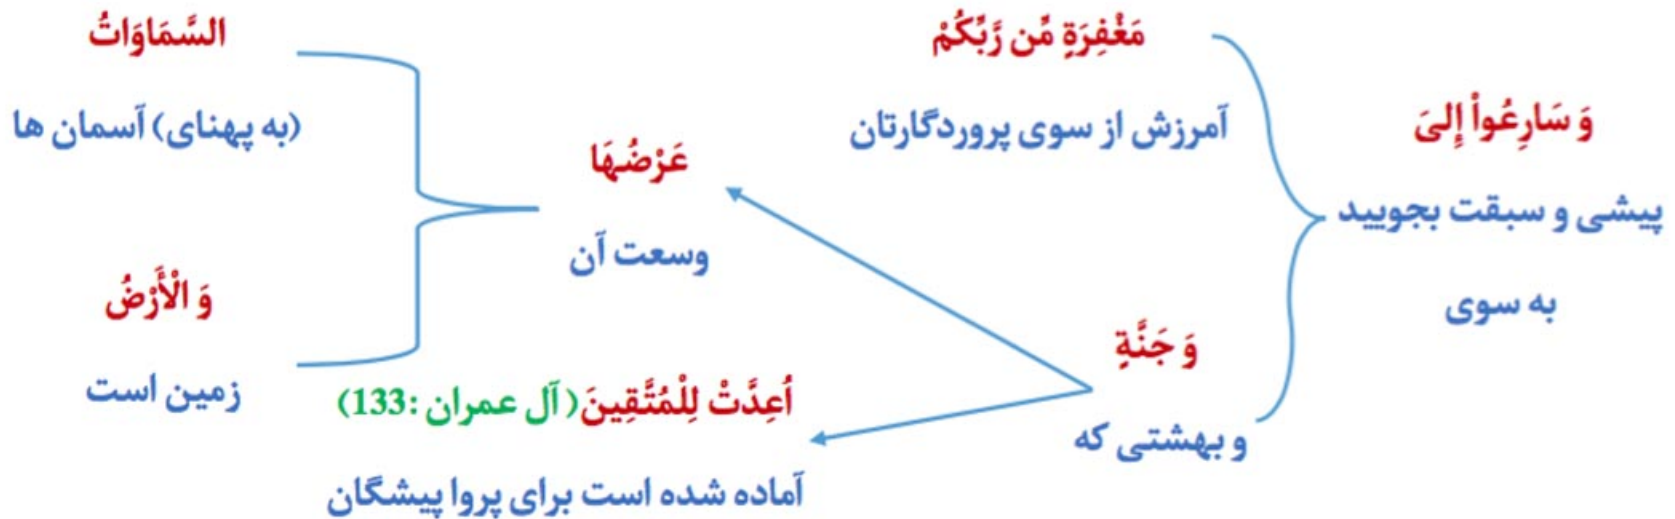 وَ سَارِعُواْ إِلىَ
پیشی و سبقت بجویید
به سوی
مَغْفِرَةٍ مِّن رَّبِّكُمْ
آمرزش از سوی پروردگارتان
وَ جَنَّةٍ
و بهشتی که
عَرْضُهَا
وسعت آن
السَّمَاوَاتُ
(به پهنای) آسمان ها
وَ الْأَرْضُ
زمین است
أُعِدَّتْ لِلْمُتَّقِينَ (آل عمران :133)
آماده شده است برای پروا پیشگان